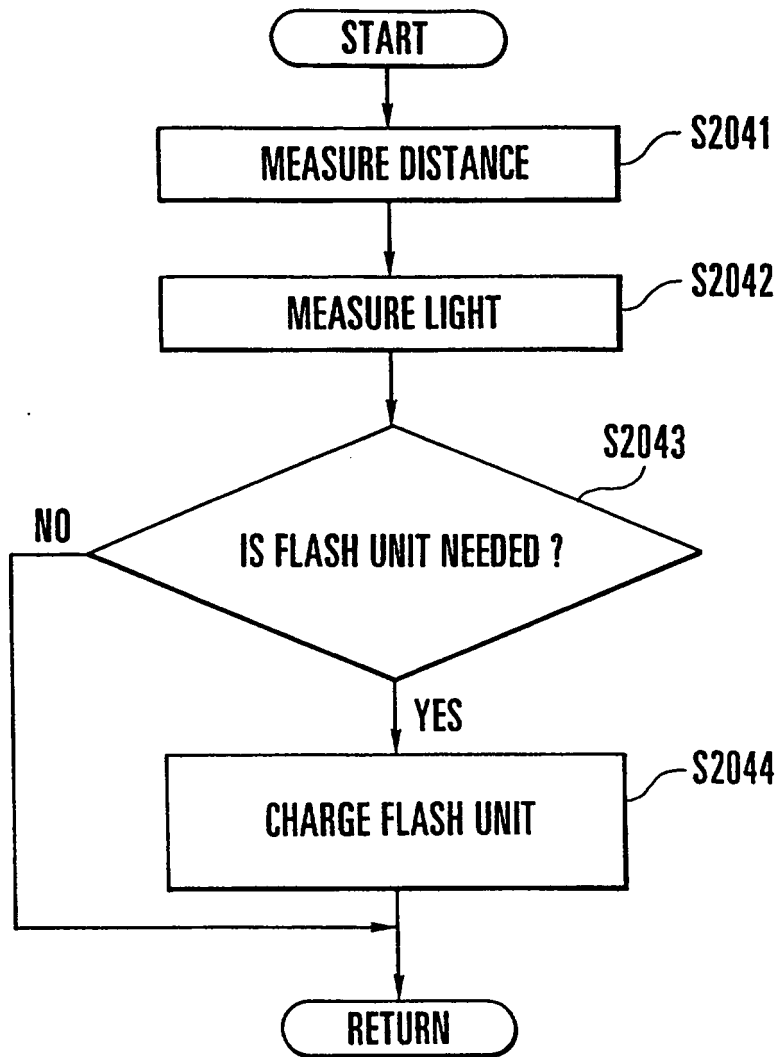 START
MEASURE DISTANCE
S2041
MEASURE LIGHT
S2042
S2043
NO
IS FLASH UNIT NEEDED ?
YES
CHARGE FLASH UNIT
S2044
RETURN